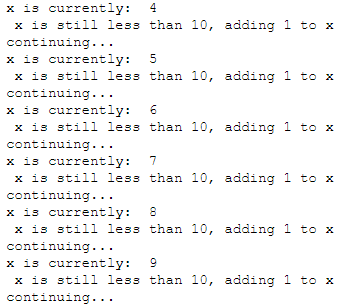 x is currently:  4
 x is still less than 10, adding 1 to x
continuing...
x is currently:  5
 x is still less than 10, adding 1 to x
continuing...
x is currently:  6
 x is still less than 10, adding 1 to x
continuing...
x is currently:  7
 x is still less than 10, adding 1 to x
continuing...
x is currently:  8
 x is still less than 10, adding 1 to x
continuing...
x is currently:  9
 x is still less than 10, adding 1 to x
continuing...